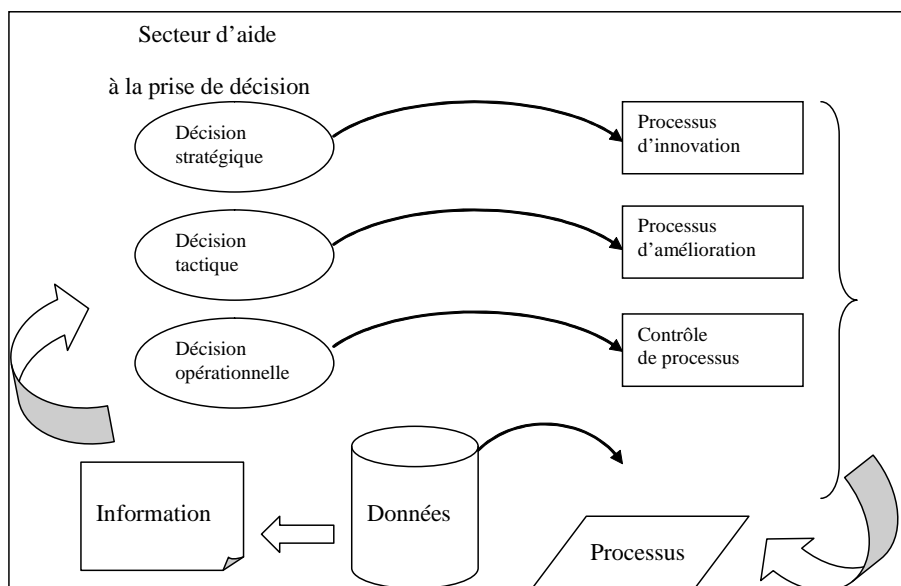 Secteur d'aide
à la prise de décision
Décision
stratégique
Processus
d'innovation
Décision
tactique
Processus
d'amélioration
Décision
opérationnelle
Contrôle
de processus
Information
Données
Processus